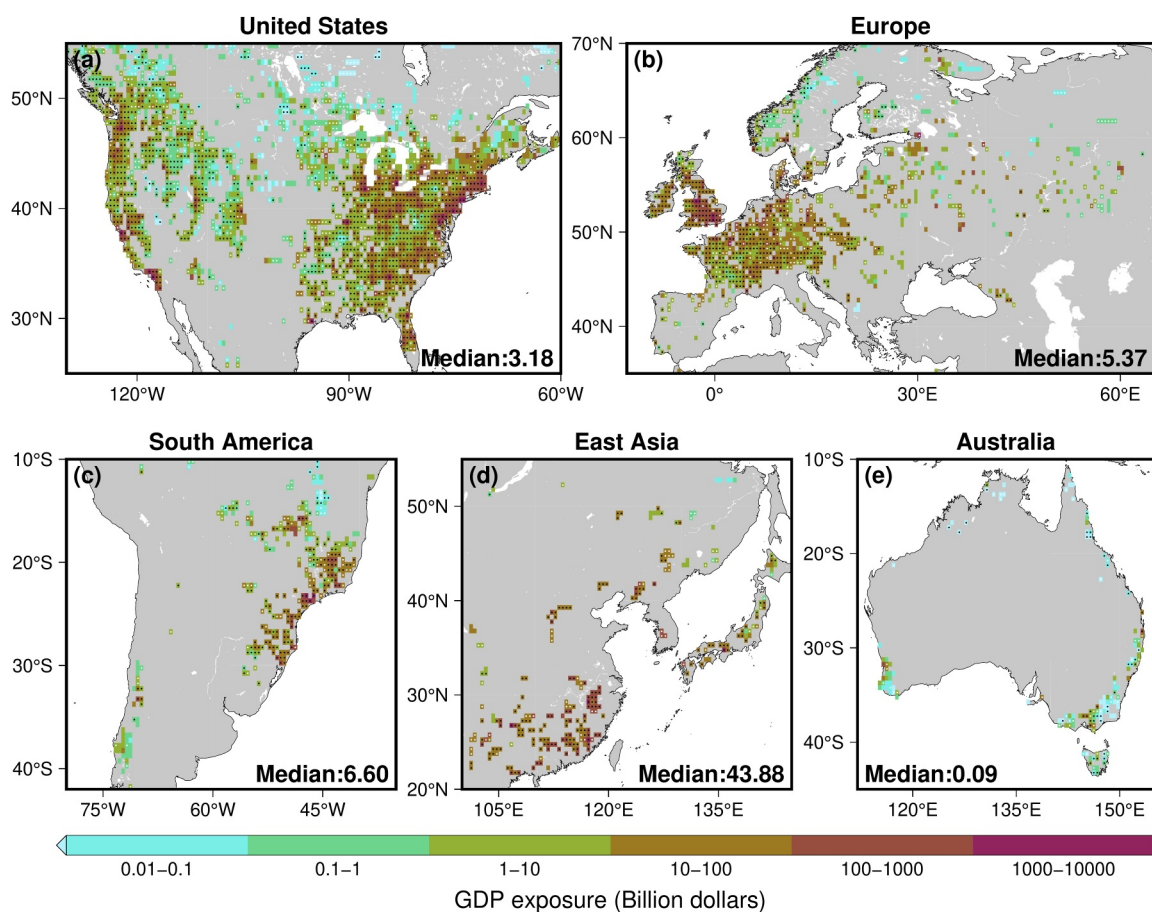 United States
Europe
(a)
(b)
50°N
40°N
30°N
70°N
60°N
50°N
40°N
Median:3.18
Median:5.37
120°W
90°W
60°W
0°
30°E
60°E
South America
East Asia
Australia
(c)
(d)
(e)
10°S
20°S
30°S
40°S
50°N
40°N
30°N
20°N
10°S
20°S
30°S
40°S
Median:6.60
Median:43.88
Median:0.09
75°W
60°W
45°W
105°E
120°E
135°E
120°E
135°E
150°E
0.01−0.1
0.1−1
1−10
10−100
100−1000
1000−10000
GDP exposure (Billion dollars)